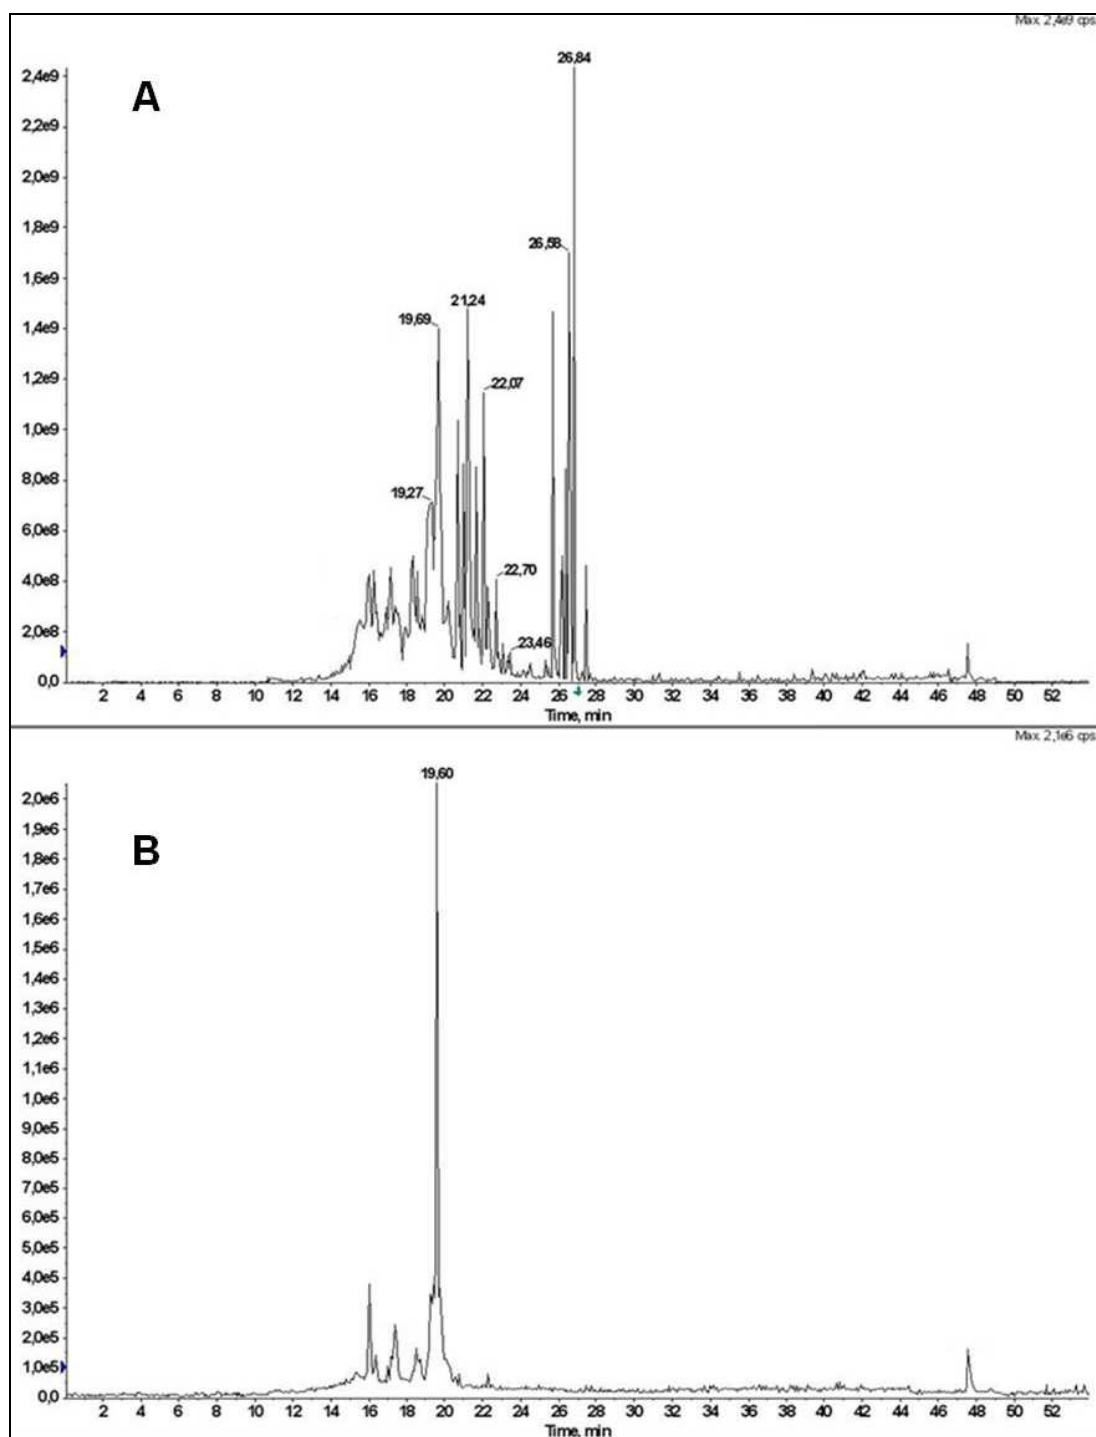 Max. 2,4e9 cps
26,84
2,4e9
A
2,2e9
2,0e9
1,8e9
26,58
1,6e9
21,24
19,69
1,4e9
22,07
1,2e9
1,0e9
8,0e8
19,27
6,0e8
22,70
4,0e8
23,46
2,0e8
0,0
2 4 6 8 10 12 14 16 18 20 22 24 26 28 30 32 34 36 38 40 42 44 46 48 50 52
Time, min
Max. 2,1e6 cps
19,60
2,0e6
1,9e6
B
1,8e6
1,7e6
1,6e6
1,5e6
1,4e6
1,3e6
1,2e6
1,1e6
1,0e6
9,0e5
8,0e5
7,0e5
6,0e5
5,0e5
4,0e5
3,0e5
2,0e5
1,0e5
0,0
2 4 6 8 10 12 14 16 18 20 22 24 26 28 30 32 34 36 38 40 42 44 46 48 50 52
Time, min